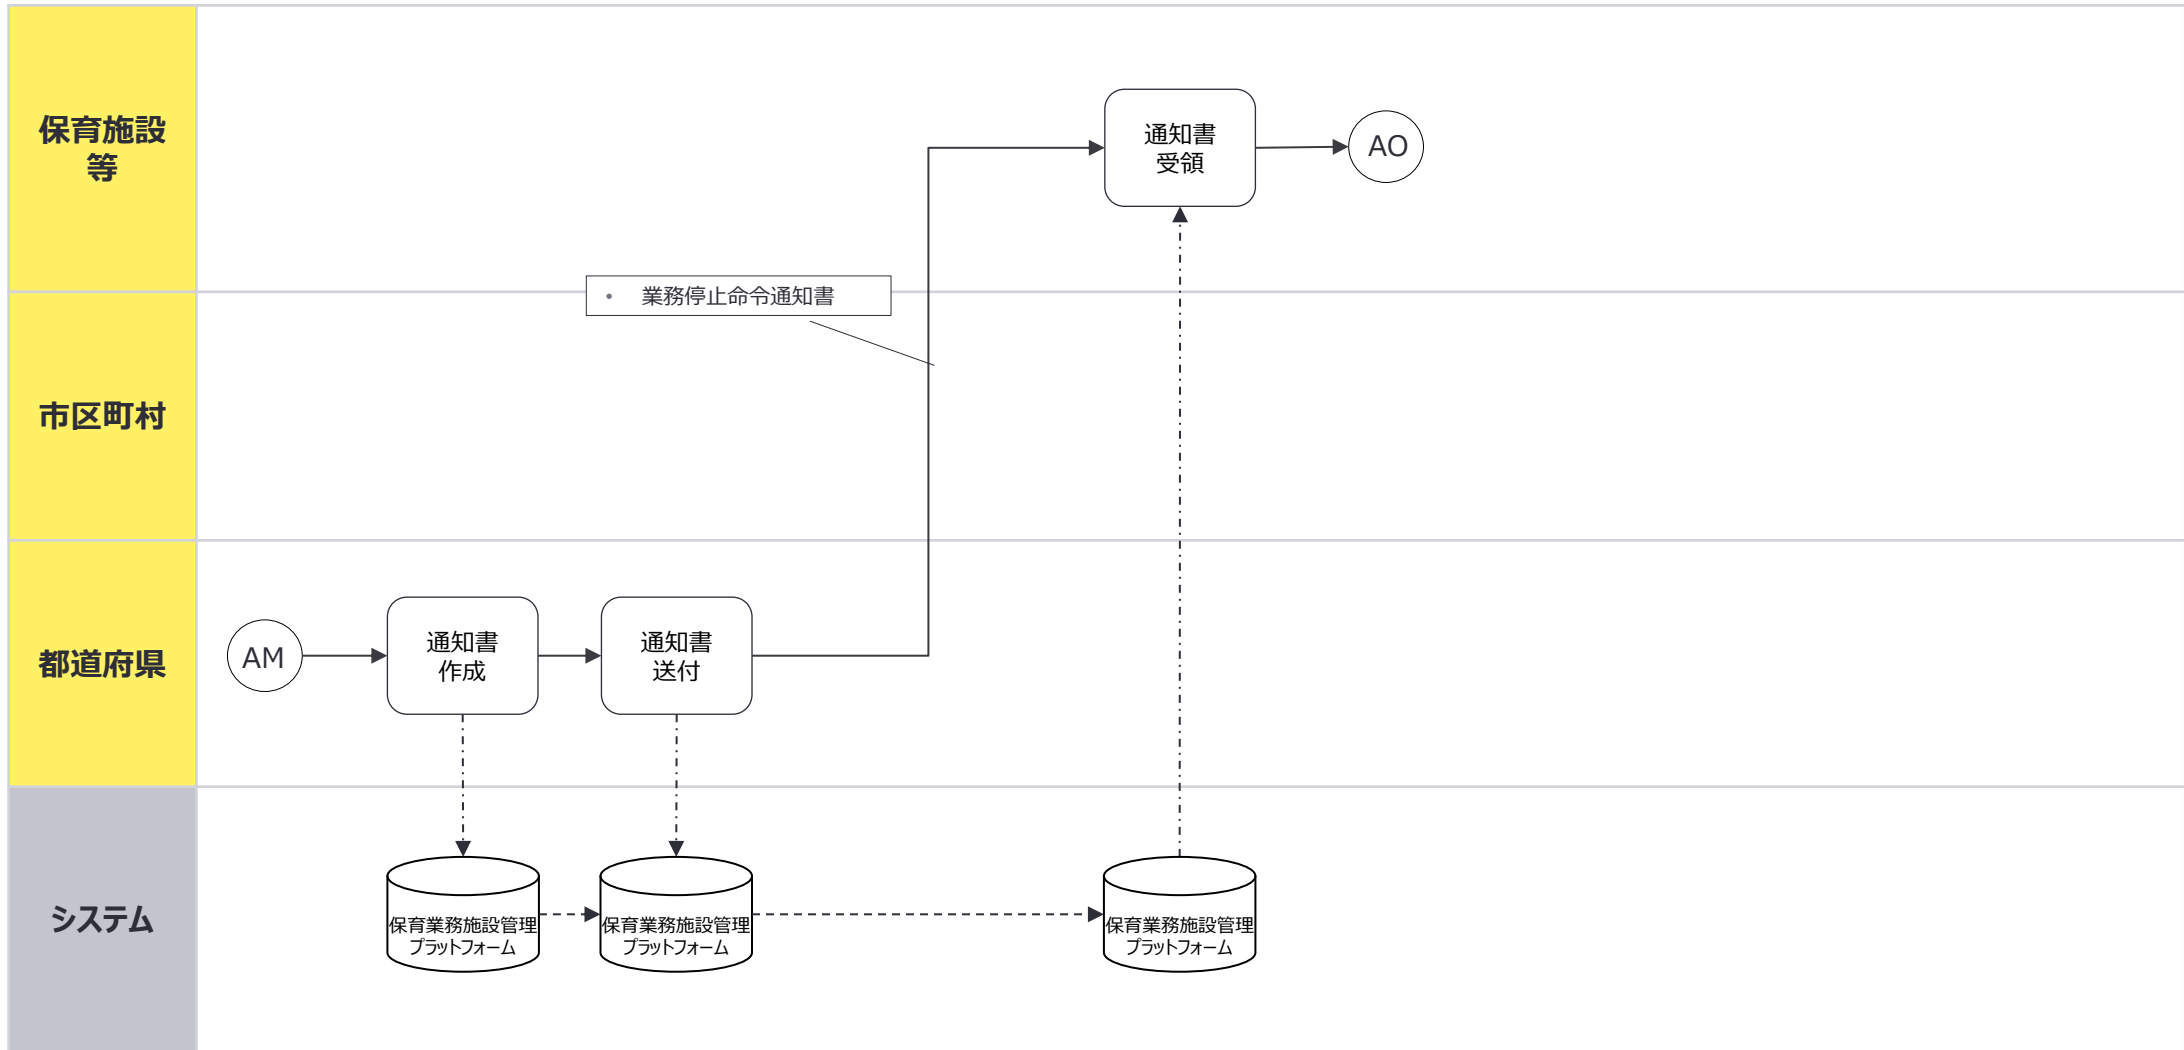 保育施設
等
通知書
受領
AO
• 業務停止命令通知書
市区町村
都道府県
AM
通知書
作成
通知書
送付
システム
保育業務施設管理
プラットフォーム
保育業務施設管理
プラットフォーム
保育業務施設管理
プラットフォーム